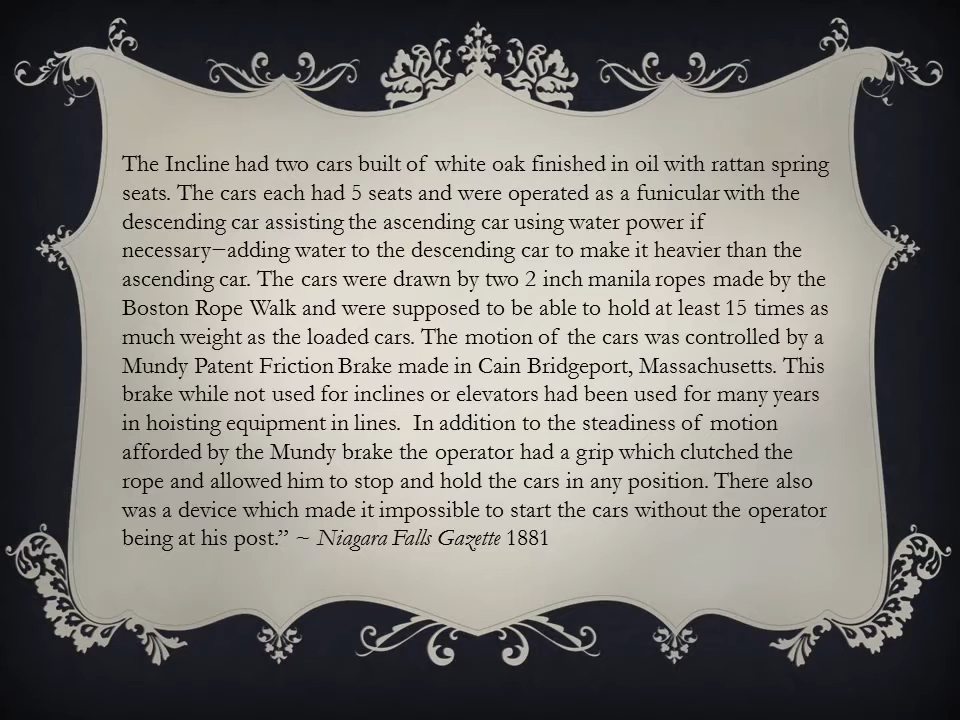 The Incline had two cars built of white oak finished in oil with rattan spring
seats. The cars each had 5 seats and were operated as a funicular with the
descending car assisting the ascending car using water power if
necessary−adding water to the descending car to make it heavier than the
ascending car. The cars were drawn by two 2 inch manila ropes made by the
Boston Rope Walk and were supposed to be able to hold at least 15 times as
much weight as the loaded cars. The motion of the cars was controlled by a
Mundy Patent Friction Brake made in Cain Bridgeport, Massachusetts. This
brake while not used for inclines or elevators had been used for many years
in hoisting equipment in lines.  In addition to the steadiness of motion
afforded by the Mundy brake the operator had a grip which clutched the
rope and allowed him to stop and hold the cars in any position. There also
was a device which made it impossible to start the cars without the operator
being at his post.” ~ Niagara Falls Gazette 1881